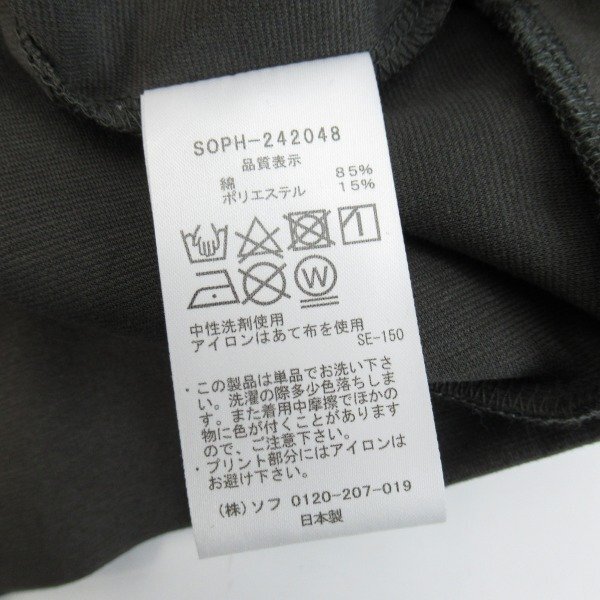 SOPH-242048
品質表示
綿 85%
ポリエステル 15%
W
中性洗剤使用
アイロンはあて布を使用
SE-150
・この製品は単品でお洗い下さ
い。洗濯の際多少色落ちしま
す。また着用中摩擦でほかの
物に色が付くことがあります
ので、ご注意下さい。
・プリント部分にはアイロンは
お避け下さい。
(株)ソフ 0120-207-019
日本製